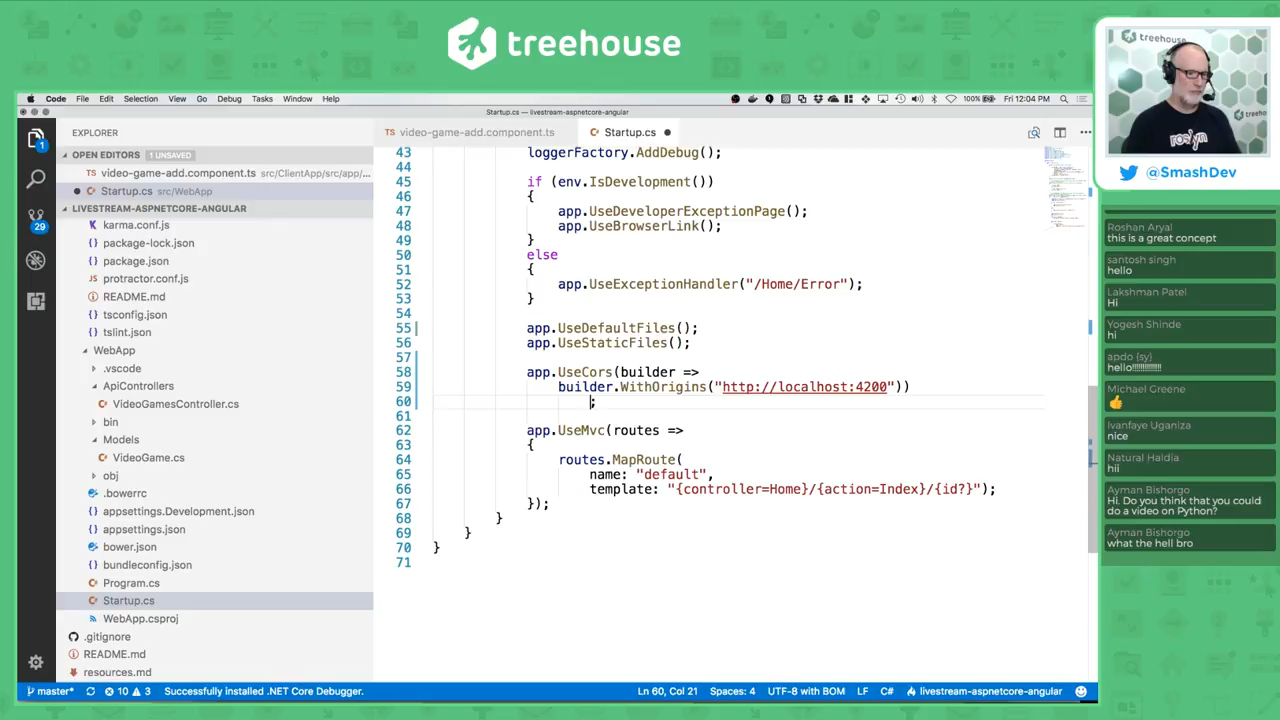 treehouse
Code File Edit Selection View Go Debug Tasks Window Help
100% Fri 12:04 PM
Startup.cs — livestream-aspnetcore-angular
EXPLORER
OPEN EDITORS 1 UNSAVED
video-game-add.component.ts src/ClientApp/src/app/...
Startup.cs src/WebApp
LIVESTREAM-ASPNETCORE-ANGULAR
karma.conf.js
package-lock.json
package.json
protractor.conf.js
README.md
tsconfig.json
tslint.json
WebApp
.vscode
ApiControllers
VideoGamesController.cs
bin
Models
VideoGame.cs
obj
.bowerrc
appsettings.Development.json
appsettings.json
bower.json
bundleconfig.json
Program.cs
Startup.cs
WebApp.csproj
.gitignore
README.md
resources.md
1
29
video-game-add.component.ts
Startup.cs
43 loggerFactory.AddDebug();
44
45 if (env.IsDevelopment())
46 {
47 app.UseDeveloperExceptionPage();
48 app.UseBrowserLink();
49 }
50 else
51 {
52 app.UseExceptionHandler("/Home/Error");
53 }
54
55 app.UseDefaultFiles();
56 app.UseStaticFiles();
57
58 app.UseCors(builder =>
59 builder.WithOrigins("http://localhost:4200"))
60 ;
61
62 app.UseMvc(routes =>
63 {
64 routes.MapRoute(
65 name: "default",
66 template: "{controller=Home}/{action=Index}/{id?}");
67 });
68 }
69 }
70 }
71
master* 10 3 Successfully installed .NET Core Debugger.
Ln 60, Col 21 Spaces: 4 UTF-8 with BOM LF C# livestream-aspnetcore-angular
treehouse
roslyn
@SmashDev
Roshan Aryal
this is a great concept
santosh singh
hello
Lakshman Patel
Hi
Yogesh Shinde
hi
apdo {sy}
hello!!!!!!!!!!!!!
Michael Greene
👍
Ivanfaye Uganiza
nice
Natural Haldia
hii
Ayman Bishorgo
Hi. Do you think that you could
do a video on Python?
Ayman Bishorgo
what the hell bro